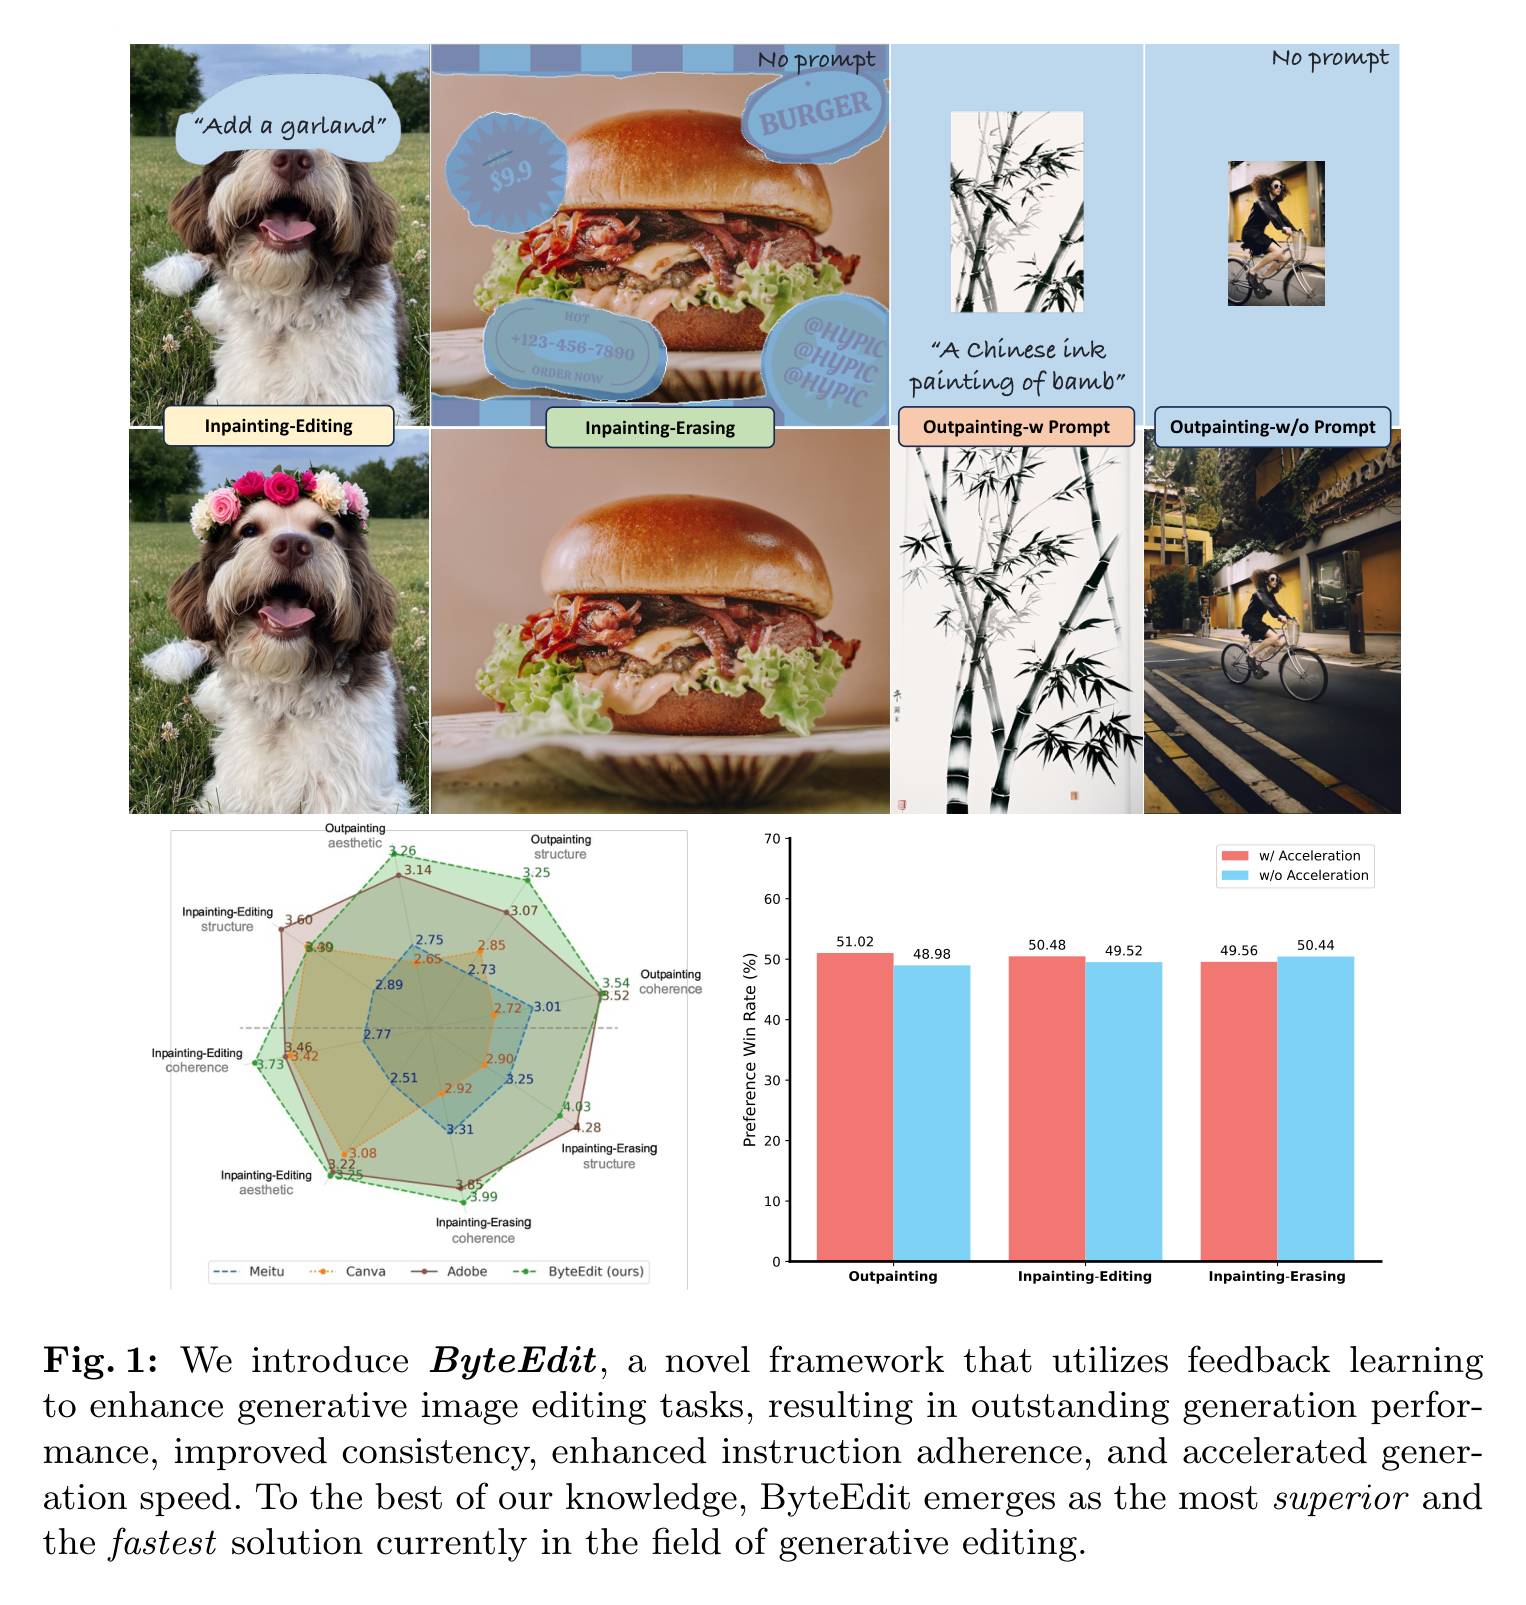 "Add a garland"
No prompt
BURGER
$9.9
HOT
+123-456-7890
ORDER NOW
@HYPIC
@HYPIC
@HYPIC
"A Chinese ink
painting of bamb"
No prompt
Inpainting-Editing
Inpainting-Erasing
Outpainting-w Prompt
Outpainting-w/o Prompt
Outpainting
aesthetic
3.26
3.14
2.75
2.65
Outpainting
structure
3.25
3.07
2.85
2.73
Outpainting
coherence
3.54
3.52
3.01
2.72
Inpainting-Erasing
structure
4.03
4.28
3.25
2.90
Inpainting-Erasing
coherence
3.85
3.99
3.31
2.92
Inpainting-Editing
aesthetic
3.08
3.22
3.25
2.51
Inpainting-Editing
coherence
3.73
3.46
3.42
2.77
Inpainting-Editing
structure
3.60
2.89
Meitu
Canva
Adobe
ByteEdit (ours)
Preference Win Rate (%)
70
60
50
40
30
20
10
0
w/ Acceleration
w/o Acceleration
51.02
48.98
50.48
49.52
49.56
50.44
Outpainting
Inpainting-Editing
Inpainting-Erasing
Fig. 1: We introduce ByteEdit, a novel framework that utilizes feedback learning
to enhance generative image editing tasks, resulting in outstanding generation perfor-
mance, improved consistency, enhanced instruction adherence, and accelerated gener-
ation speed. To the best of our knowledge, ByteEdit emerges as the most superior and
the fastest solution currently in the field of generative editing.